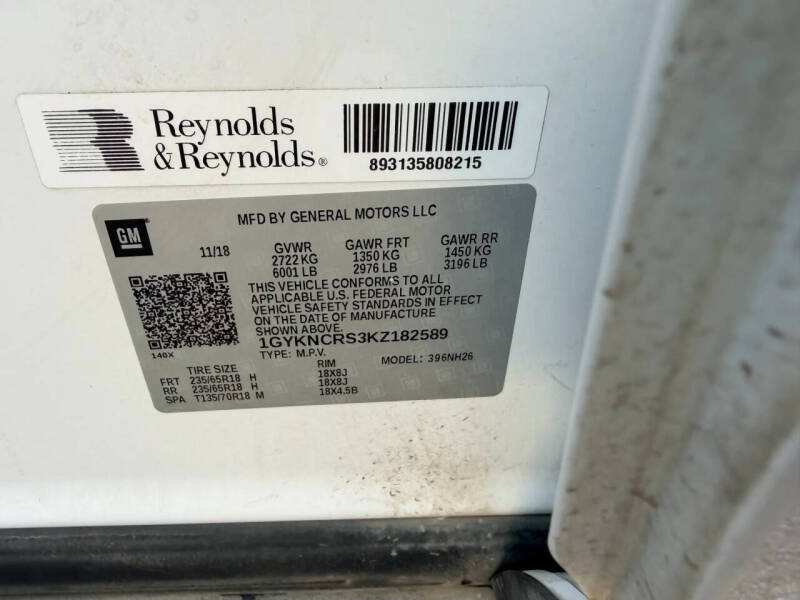 Reynolds
& Reynolds®
893135808215
GM
MFD BY GENERAL MOTORS LLC
11/18 GVWR GAWR FRT GAWR RR
2722 KG 1350 KG 1450 KG
6001 LB 2976 LB 3196 LB
THIS VEHICLE CONFORMS TO ALL
APPLICABLE U.S. FEDERAL MOTOR
VEHICLE SAFETY STANDARDS IN EFFECT
ON THE DATE OF MANUFACTURE
SHOWN ABOVE.
1GYKNCRS3KZ182589
140X TYPE: M.P.V. MODEL: 396NH26
TIRE SIZE RIM
FRT 235/65R18 H 18X8J
RR 235/65R18 H 18X8J
SPA T135/70R18 M 18X4.5B